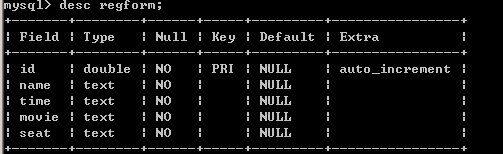 mysql> desc regform;
+-------+--------+------+-----+---------+----------------+
| Field | Type   | Null | Key | Default | Extra          |
+-------+--------+------+-----+---------+----------------+
| id    | double | NO   | PRI | NULL    | auto_increment |
| name  | text   | NO   |     | NULL    |                |
| time  | text   | NO   |     | NULL    |                |
| movie | text   | NO   |     | NULL    |                |
| seat  | text   | NO   |     | NULL    |                |
+-------+--------+------+-----+---------+----------------+